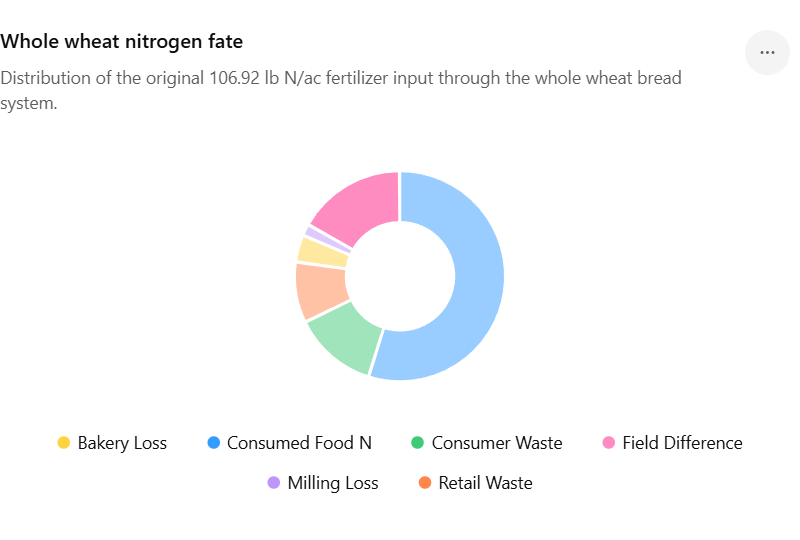 Whole wheat nitrogen fate
...
Distribution of the original 106.92 lb N/ac fertilizer input through the whole wheat bread
system.
Bakery Loss
Consumed Food N
Consumer Waste
Field Difference
Milling Loss
Retail Waste